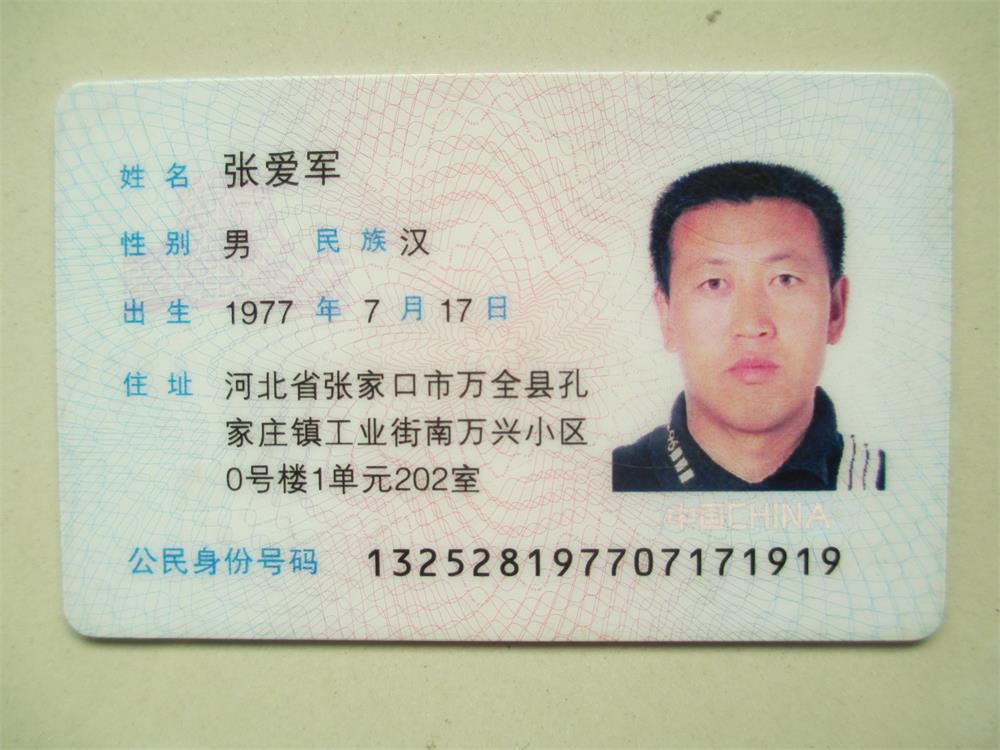 姓名 张爱军
性别 男 民族 汉
出生 1977 年 7 月 17 日
住址 河北省张家口市万全县孔
家庄镇工业街南万兴小区
0号楼1单元202室
中国CHINA
公民身份号码 132528197707171919